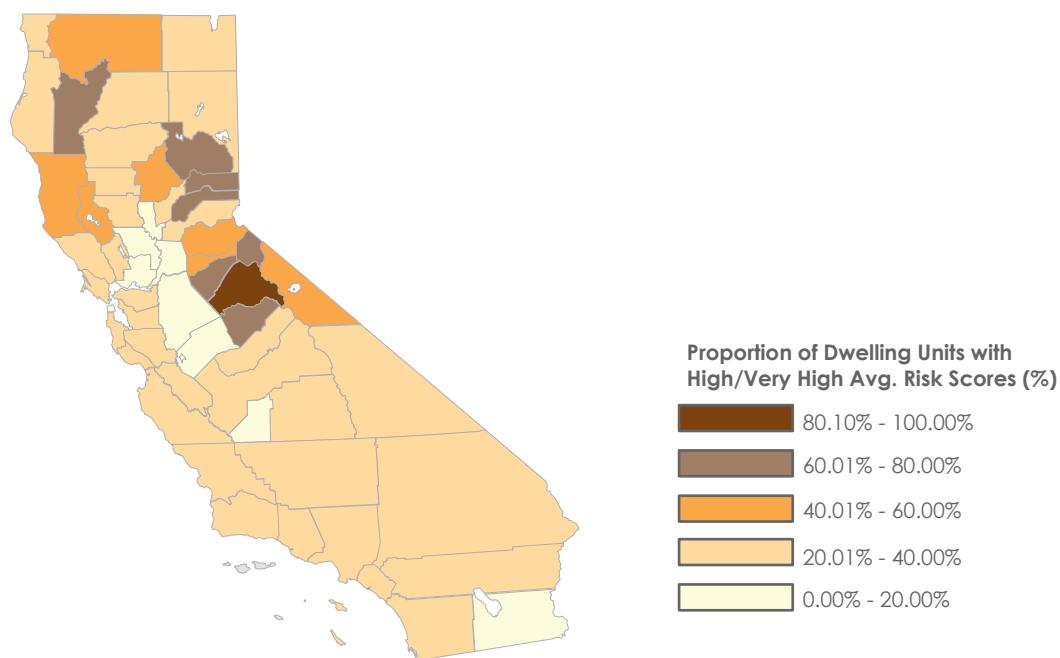 Proportion of Dwelling Units with
High/Very High Avg. Risk Scores (%)
80.10% - 100.00%
60.01% - 80.00%
40.01% - 60.00%
20.01% - 40.00%
0.00% - 20.00%